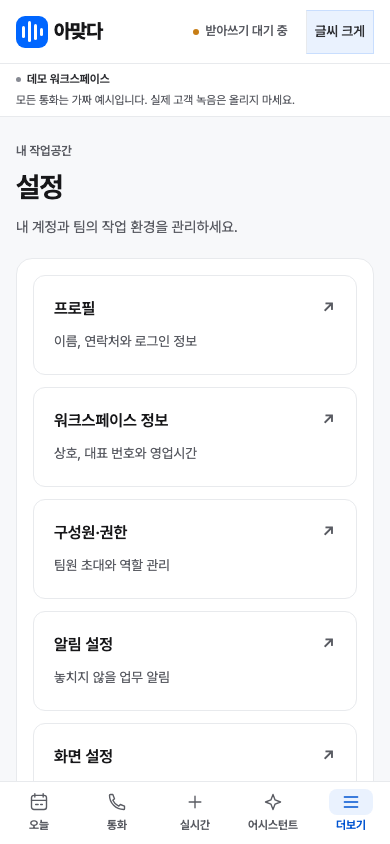 아맞다
받아쓰기 대기 중
글씨 크게
데모 워크스페이스
모든 통화는 가짜 예시입니다. 실제 고객 녹음은 올리지 마세요.
내 작업공간
설정
내 계정과 팀의 작업 환경을 관리하세요.
프로필
이름, 연락처와 로그인 정보
워크스페이스 정보
상호, 대표 번호와 영업시간
구성원·권한
팀원 초대와 역할 관리
알림 설정
놓치지 않을 업무 알림
화면 설정
오늘
통화
실시간
어시스턴트
더보기